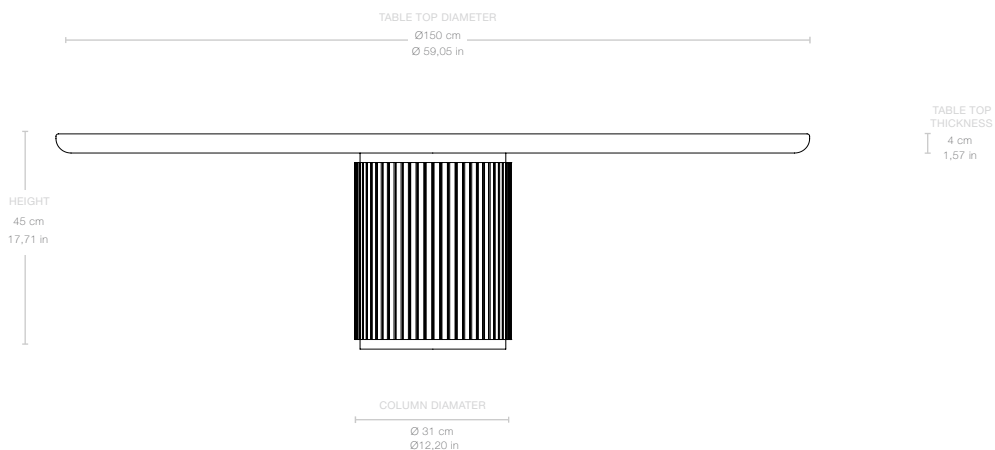 TABLE TOP DIAMETER
Ø150 cm
Ø 59,05 in
TABLE TOP
THICKNESS
4 cm
1,57 in
HEIGHT
45 cm
17,71 in
COLUMN DIAMATER
Ø 31 cm
Ø12,20 in